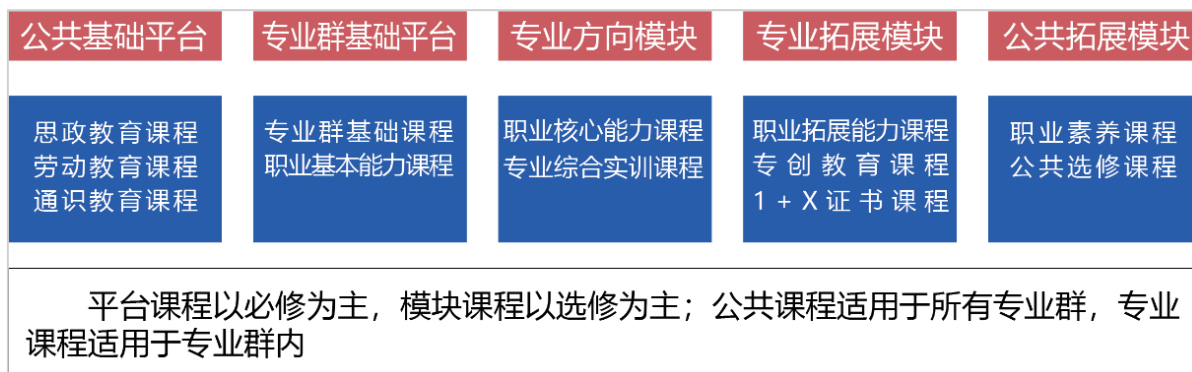 公共基础平台
专业群基础平台
专业方向模块
专业拓展模块
公共拓展模块
思政教育课程
劳动教育课程
通识教育课程
专业群基础课程
职业基本能力课程
职业核心能力课程
专业综合实训课程
职业拓展能力课程
专创教育课程
1+X证书课程
职业素养课程
公共选修课程
平台课程以必修为主，模块课程以选修为主；公共课程适用于所有专业群，专业
课程适用于专业群内